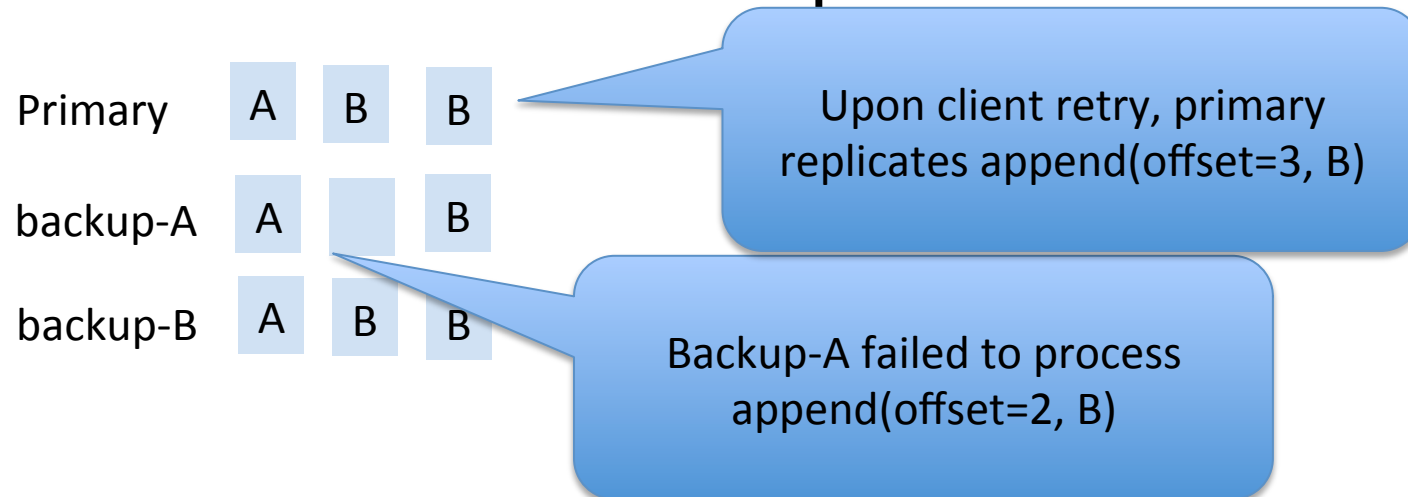 Primary A B B
Upon client retry, primary
replicates append(offset=3, B)
backup-A A B
backup-B A B B
Backup-A failed to process
append(offset=2, B)